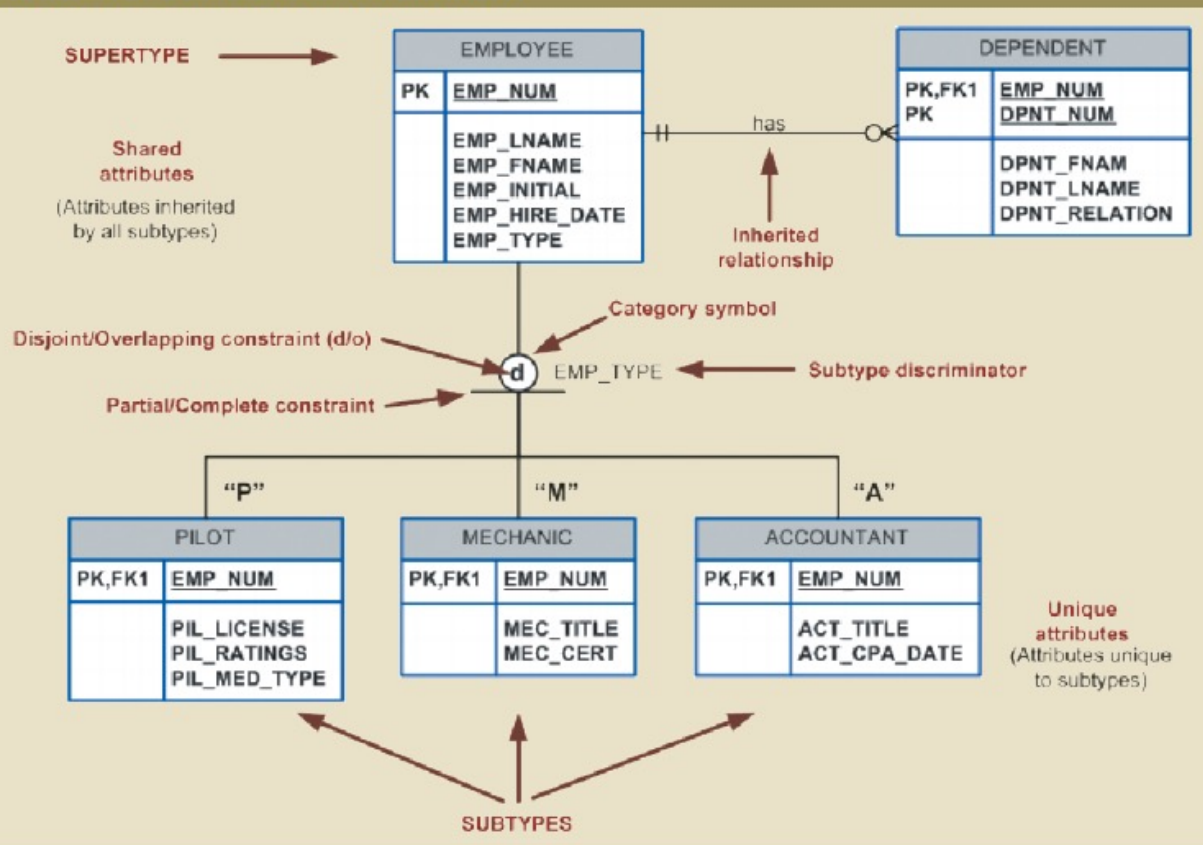 SUPERTYPE
EMPLOYEE
PK EMP_NUM
EMP_LNAME
EMP_FNAME
EMP_INITIAL
EMP_HIRE_DATE
EMP_TYPE
has
DEPENDENT
PK,FK1 EMP_NUM
PK DPNT_NUM
DPNT_FNAM
DPNT_LNAME
DPNT_RELATION
Shared
attributes
(Attributes inherited
by all subtypes)
Inherited
relationship
Category symbol
Disjoint/Overlapping constraint (d/o)
d
EMP_TYPE
Subtype discriminator
Partial/Complete constraint
“P”
“M”
“A”
PILOT
PK,FK1 EMP_NUM
PIL_LICENSE
PIL_RATINGS
PIL_MED_TYPE
MECHANIC
PK,FK1 EMP_NUM
MEC_TITLE
MEC_CERT
ACCOUNTANT
PK,FK1 EMP_NUM
ACT_TITLE
ACT_CPA_DATE
Unique
attributes
(Attributes unique
to subtypes)
SUBTYPES